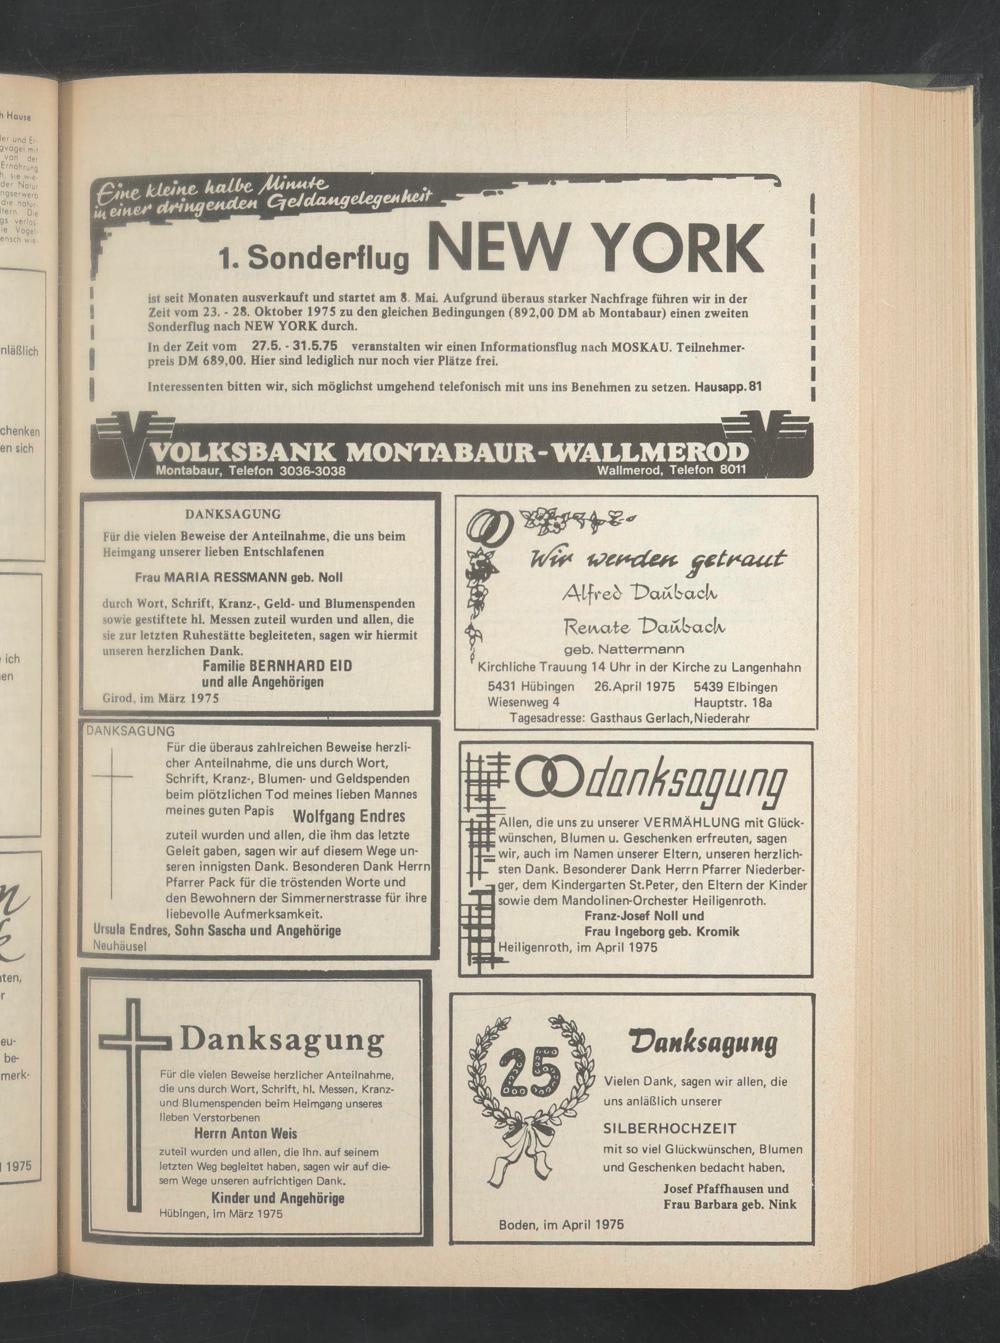 h Hause
von der
Ernährung
der Natur
nläßlich
chenken
en sich
ich
en
ten,
r
eu-
be-
merk-
1975
Eine kleine halbe Minute
in einer dringenden Geldangelegenheit
1. Sonderflug NEW YORK
ist seit Monaten ausverkauft und startet am 8. Mai. Aufgrund überaus starker Nachfrage führen wir in der
Zeit vom 23. - 28. Oktober 1975 zu den gleichen Bedingungen (892,00 DM ab Montabaur) einen zweiten
Sonderflug nach NEW YORK durch.
In der Zeit vom 27.5. - 31.5.75 veranstalten wir einen Informationsflug nach MOSKAU. Teilnehmer-
preis DM 689,00. Hier sind lediglich nur noch vier Plätze frei.
Interessenten bitten wir, sich möglichst umgehend telefonisch mit uns ins Benehmen zu setzen. Hausapp. 81
VOLKSBANK MONTABAUR-WALLMEROD
Montabaur, Telefon 3036-3038 Wallmerod, Telefon 8011
DANKSAGUNG
Für die vielen Beweise der Anteilnahme, die uns beim
Heimgang unserer lieben Entschlafenen
Frau MARIA RESSMANN geb. Noll
durch Wort, Schrift, Kranz-, Geld- und Blumenspenden
sowie gestiftete hl. Messen zuteil wurden und allen, die
sie zur letzten Ruhestätte begleiteten, sagen wir hiermit
unseren herzlichen Dank.
Familie BERNHARD EID
und alle Angehörigen
Girod, im März 1975
DANKSAGUNG
Für die überaus zahlreichen Beweise herzli-
cher Anteilnahme, die uns durch Wort,
Schrift, Kranz-, Blumen- und Geldspenden
beim plötzlichen Tod meines lieben Mannes
meines guten Papis Wolfgang Endres
zuteil wurden und allen, die ihm das letzte
Geleit gaben, sagen wir auf diesem Wege un-
seren innigsten Dank. Besonderen Dank Herrn
Pfarrer Pack für die tröstenden Worte und
den Bewohnern der Simmernerstrasse für ihre
liebevolle Aufmerksamkeit.
Ursula Endres, Sohn Sascha und Angehörige
Neuhäusel
Danksagung
Für die vielen Beweise herzlicher Anteilnahme,
die uns durch Wort, Schrift, hl. Messen, Kranz-
und Blumenspenden beim Heimgang unseres
lieben Verstorbenen
Herrn Anton Weis
zuteil wurden und allen, die ihn. auf seinem
letzten Weg begleitet haben, sagen wir auf die-
sem Wege unseren aufrichtigen Dank.
Kinder und Angehörige
Hübingen, im März 1975
Wir werden getraut
Alfred Daubach
Renate Daubach
geb. Nattermann
Kirchliche Trauung 14 Uhr in der Kirche zu Langenhahn
5431 Hübingen 26.April 1975 5439 Elbingen
Wiesenweg 4 Hauptstr. 18a
Tagesadresse: Gasthaus Gerlach,Niederahr
danksagung
Allen, die uns zu unserer VERMÄHLUNG mit Glück-
wünschen, Blumen u. Geschenken erfreuten, sagen
wir, auch im Namen unserer Eltern, unseren herzlich-
sten Dank. Besonderer Dank Herrn Pfarrer Niederber-
ger, dem Kindergarten St.Peter, den Eltern der Kinder
sowie dem Mandolinen-Orchester Heiligenroth.
Franz-Josef Noll und
Frau Ingeborg geb. Kromik
Heiligenroth, im April 1975
25
Danksagung
Vielen Dank, sagen wir allen, die
uns anläßlich unserer
SILBERHOCHZEIT
mit so viel Glückwünschen, Blumen
und Geschenken bedacht haben.
Josef Pfaffhausen und
Frau Barbara geb. Nink
Boden, im April 1975